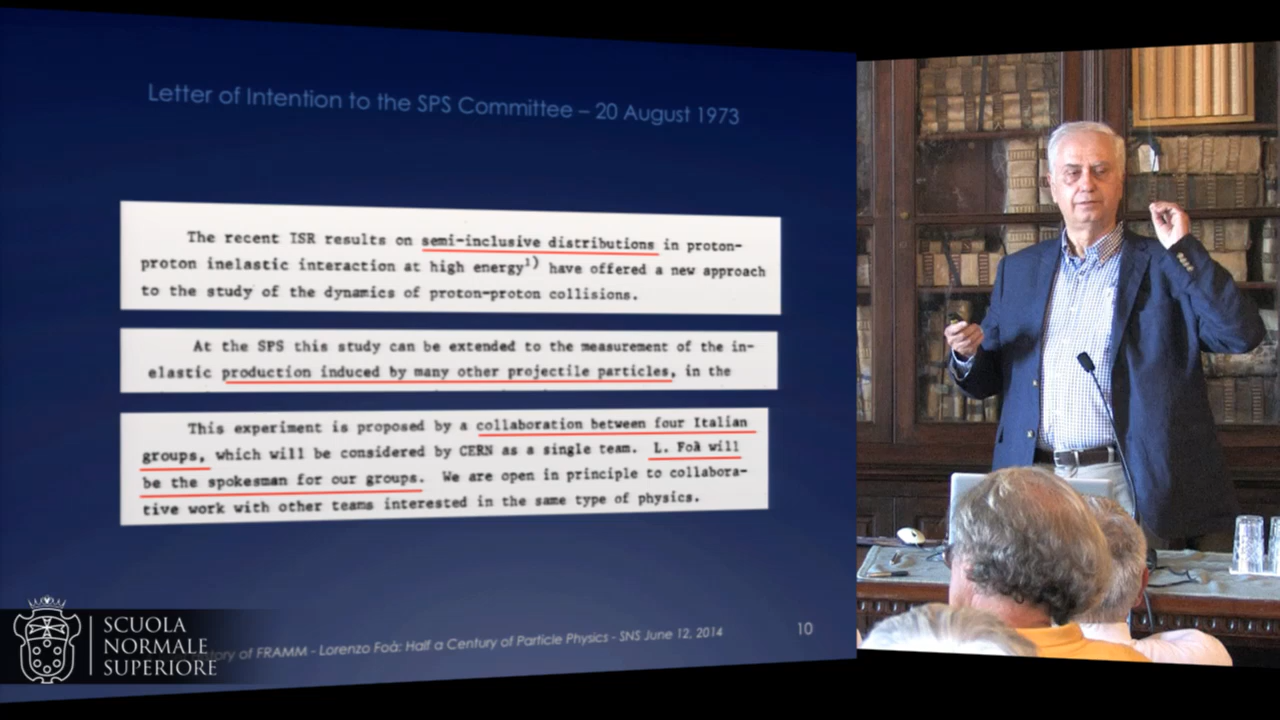 Letter of Intention to the SPS Committee – 20 August 1973
The recent ISR results on semi-inclusive distributions in proton-
proton inelastic interaction at high energy1) have offered a new approach
to the study of the dynamics of proton-proton collisions.
At the SPS this study can be extended to the measurement of the in-
elastic production induced by many other projectile particles, in the
This experiment is proposed by a collaboration between four Italian
groups, which will be considered by CERN as a single team. L. Foà will
be the spokesman for our groups. We are open in principle to collabora-
tive work with other teams interested in the same type of physics.
of FRAMM - Lorenzo Foà: Half a Century of Particle Physics - SNS June 12, 2014
10
SCUOLA
NORMALE
SUPERIORE